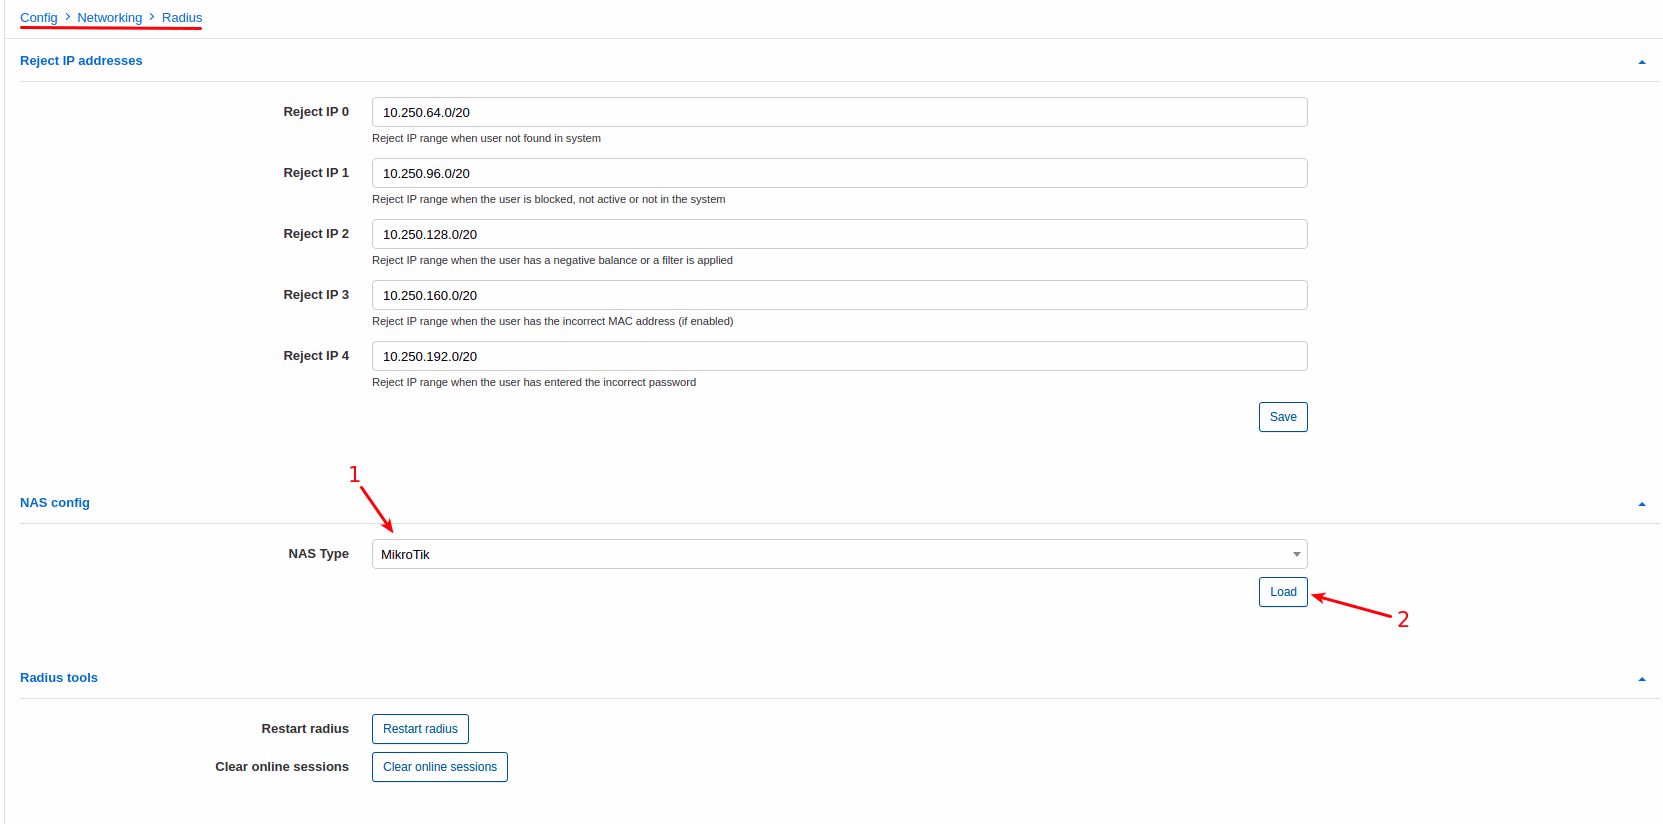 Config > Networking > Radius
Reject IP addresses
Reject IP 0
10.250.64.0/20
Reject IP range when user not found in system
Reject IP 1
10.250.96.0/20
Reject IP range when the user is blocked, not active or not in the system
Reject IP 2
10.250.128.0/20
Reject IP range when the user has a negative balance or a filter is applied
Reject IP 3
10.250.160.0/20
Reject IP range when the user has the incorrect MAC address (if enabled)
Reject IP 4
10.250.192.0/20
Reject IP range when the user has entered the incorrect password
Save
1
NAS config
NAS Type
MikroTik
Load
2
Radius tools
Restart radius
Restart radius
Clear online sessions
Clear online sessions